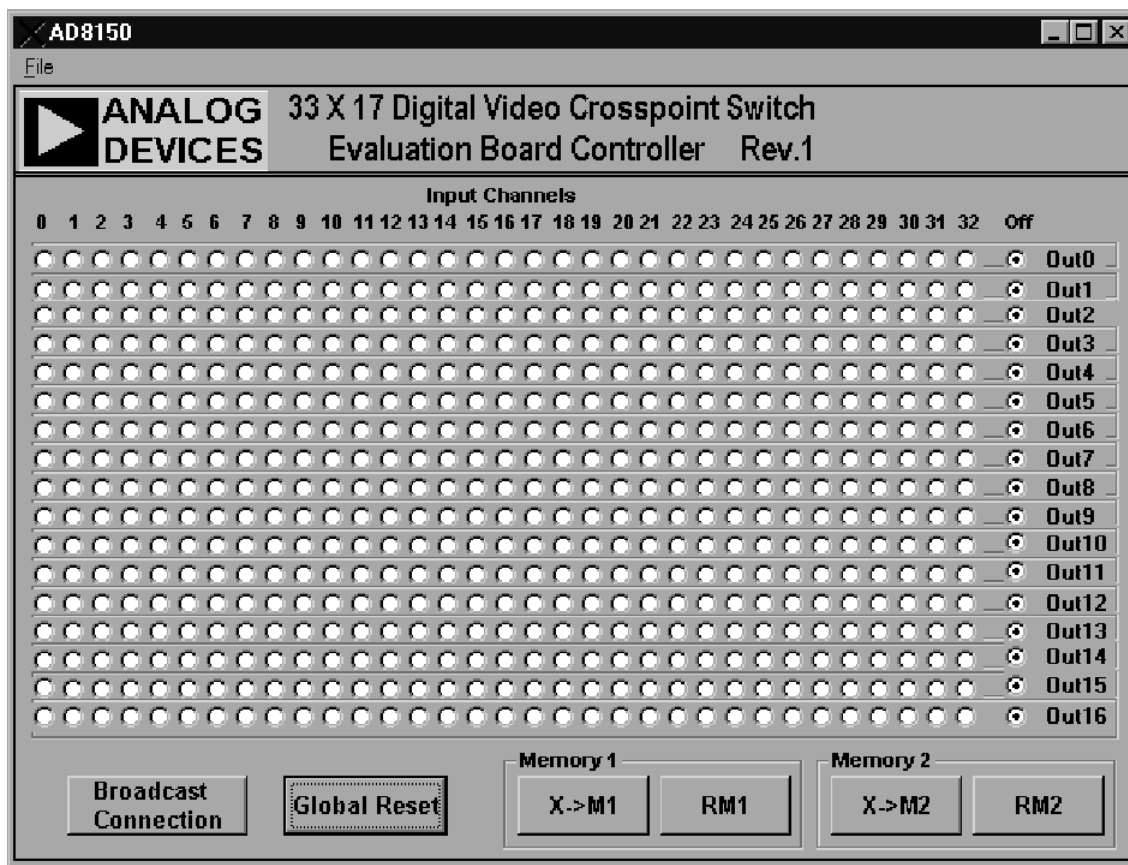 AD8150
File
ANALOG DEVICES
33 X 17 Digital Video Crosspoint Switch
Evaluation Board Controller Rev.1
Input Channels
0 1 2 3 4 5 6 7 8 9 10 11 12 13 14 15 16 17 18 19 20 21 22 23 24 25 26 27 28 29 30 31 32 Off
Out0
Out1
Out2
Out3
Out4
Out5
Out6
Out7
Out8
Out9
Out10
Out11
Out12
Out13
Out14
Out15
Out16
Broadcast
Connection
Global Reset
Memory 1
X->M1 RM1
Memory 2
X->M2 RM2